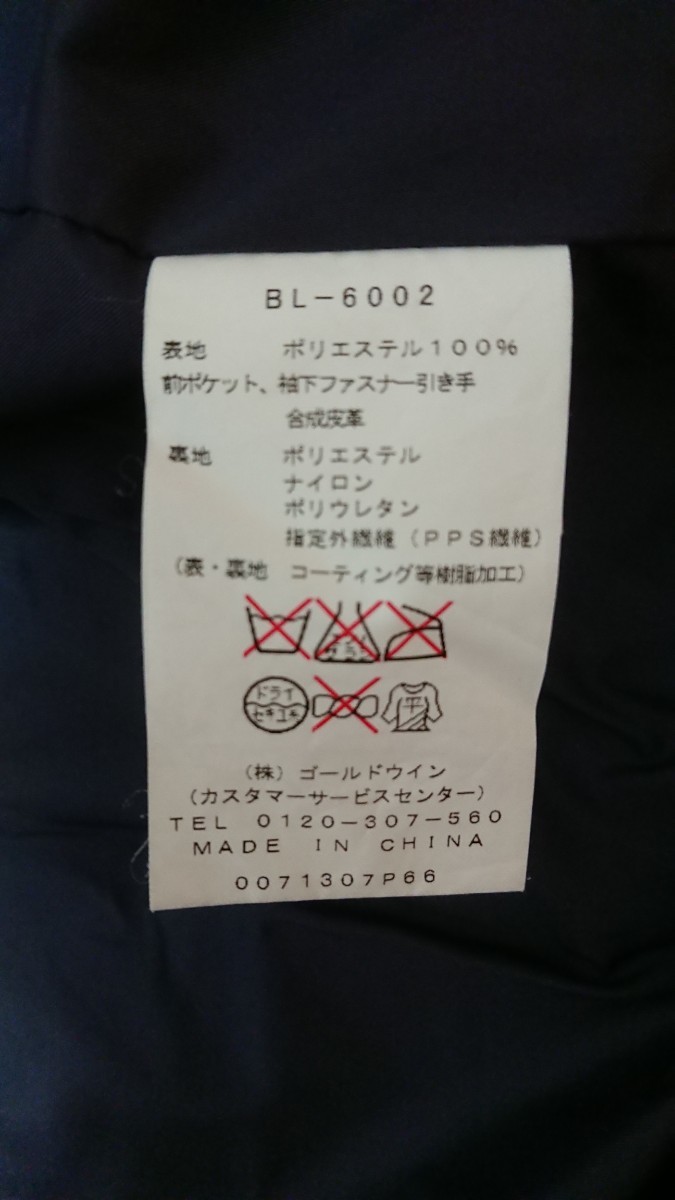 BL-6002
表地 ポリエステル100%
前ポケット、袖下ファスナー引き手
合成皮革
裏地 ポリエステル
ナイロン
ポリウレタン
指定外繊維(PPS繊維)
(表・裏地 コーティング等樹脂加工)
ドライ
セキユ系
平
(株)ゴールドウイン
(カスタマーサービスセンター)
TEL 0120-307-560
MADE IN CHINA
0071307P66